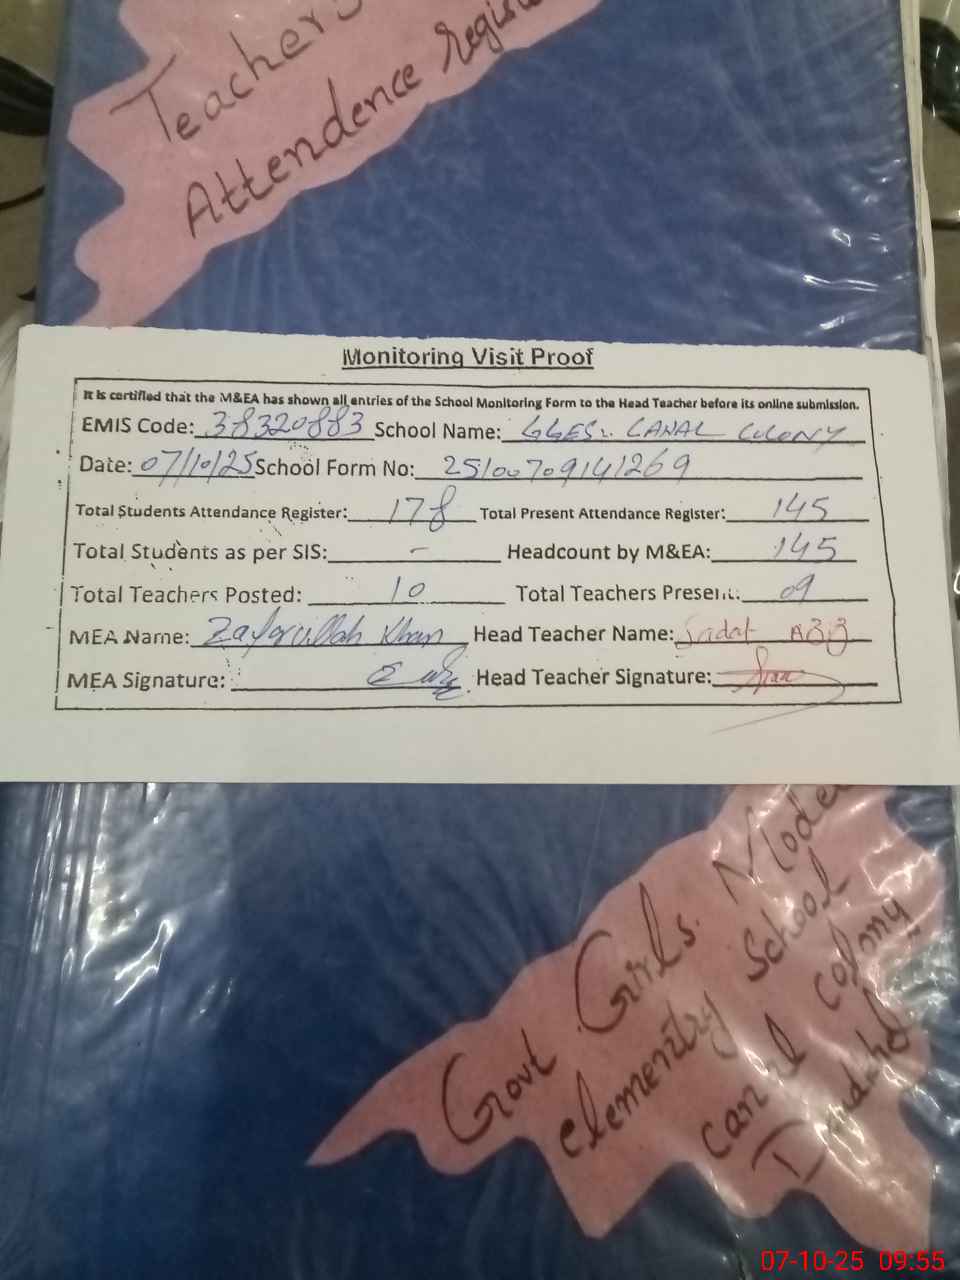 Teachers
Attendence Regis
Monitoring Visit Proof
It is certified that the M&EA has shown all entries of the School Monitoring Form to the Head Teacher before its online submission.
EMIS Code: 38320883 School Name: GGES. CANAL COLONY
Date: 07/10/25 School Form No: 25100709141269
Total Students Attendance Register: 178 Total Present Attendance Register: 145
Total Students as per SIS: - Headcount by M&EA: 145
Total Teachers Posted: 10 Total Teachers Present: 09
MEA Name: Zafarullah Khan Head Teacher Name:
MEA Signature: Head Teacher Signature:
Govt Girls. Model
elementry School
canal colony
07-10-25 09:55